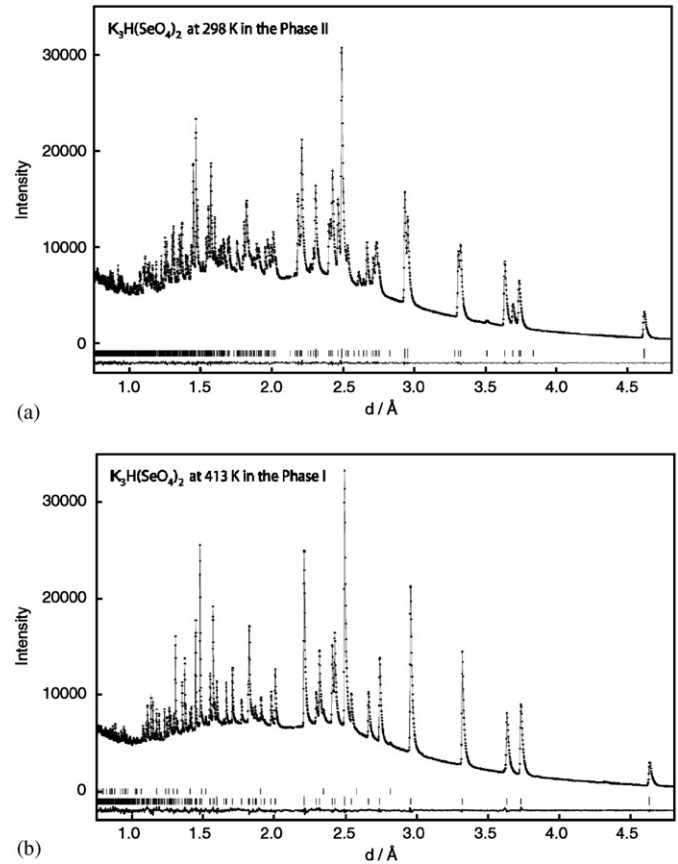 K₃H(SeO₄)₂ at 298 K in the Phase II
30000
20000
10000
0
Intensity
1.0 1.5 2.0 2.5 3.0 3.5 4.0 4.5
d / Å
(a)
K₃H(SeO₄)₂ at 413 K in the Phase I
30000
20000
10000
0
Intensity
1.0 1.5 2.0 2.5 3.0 3.5 4.0 4.5
d / Å
(b)